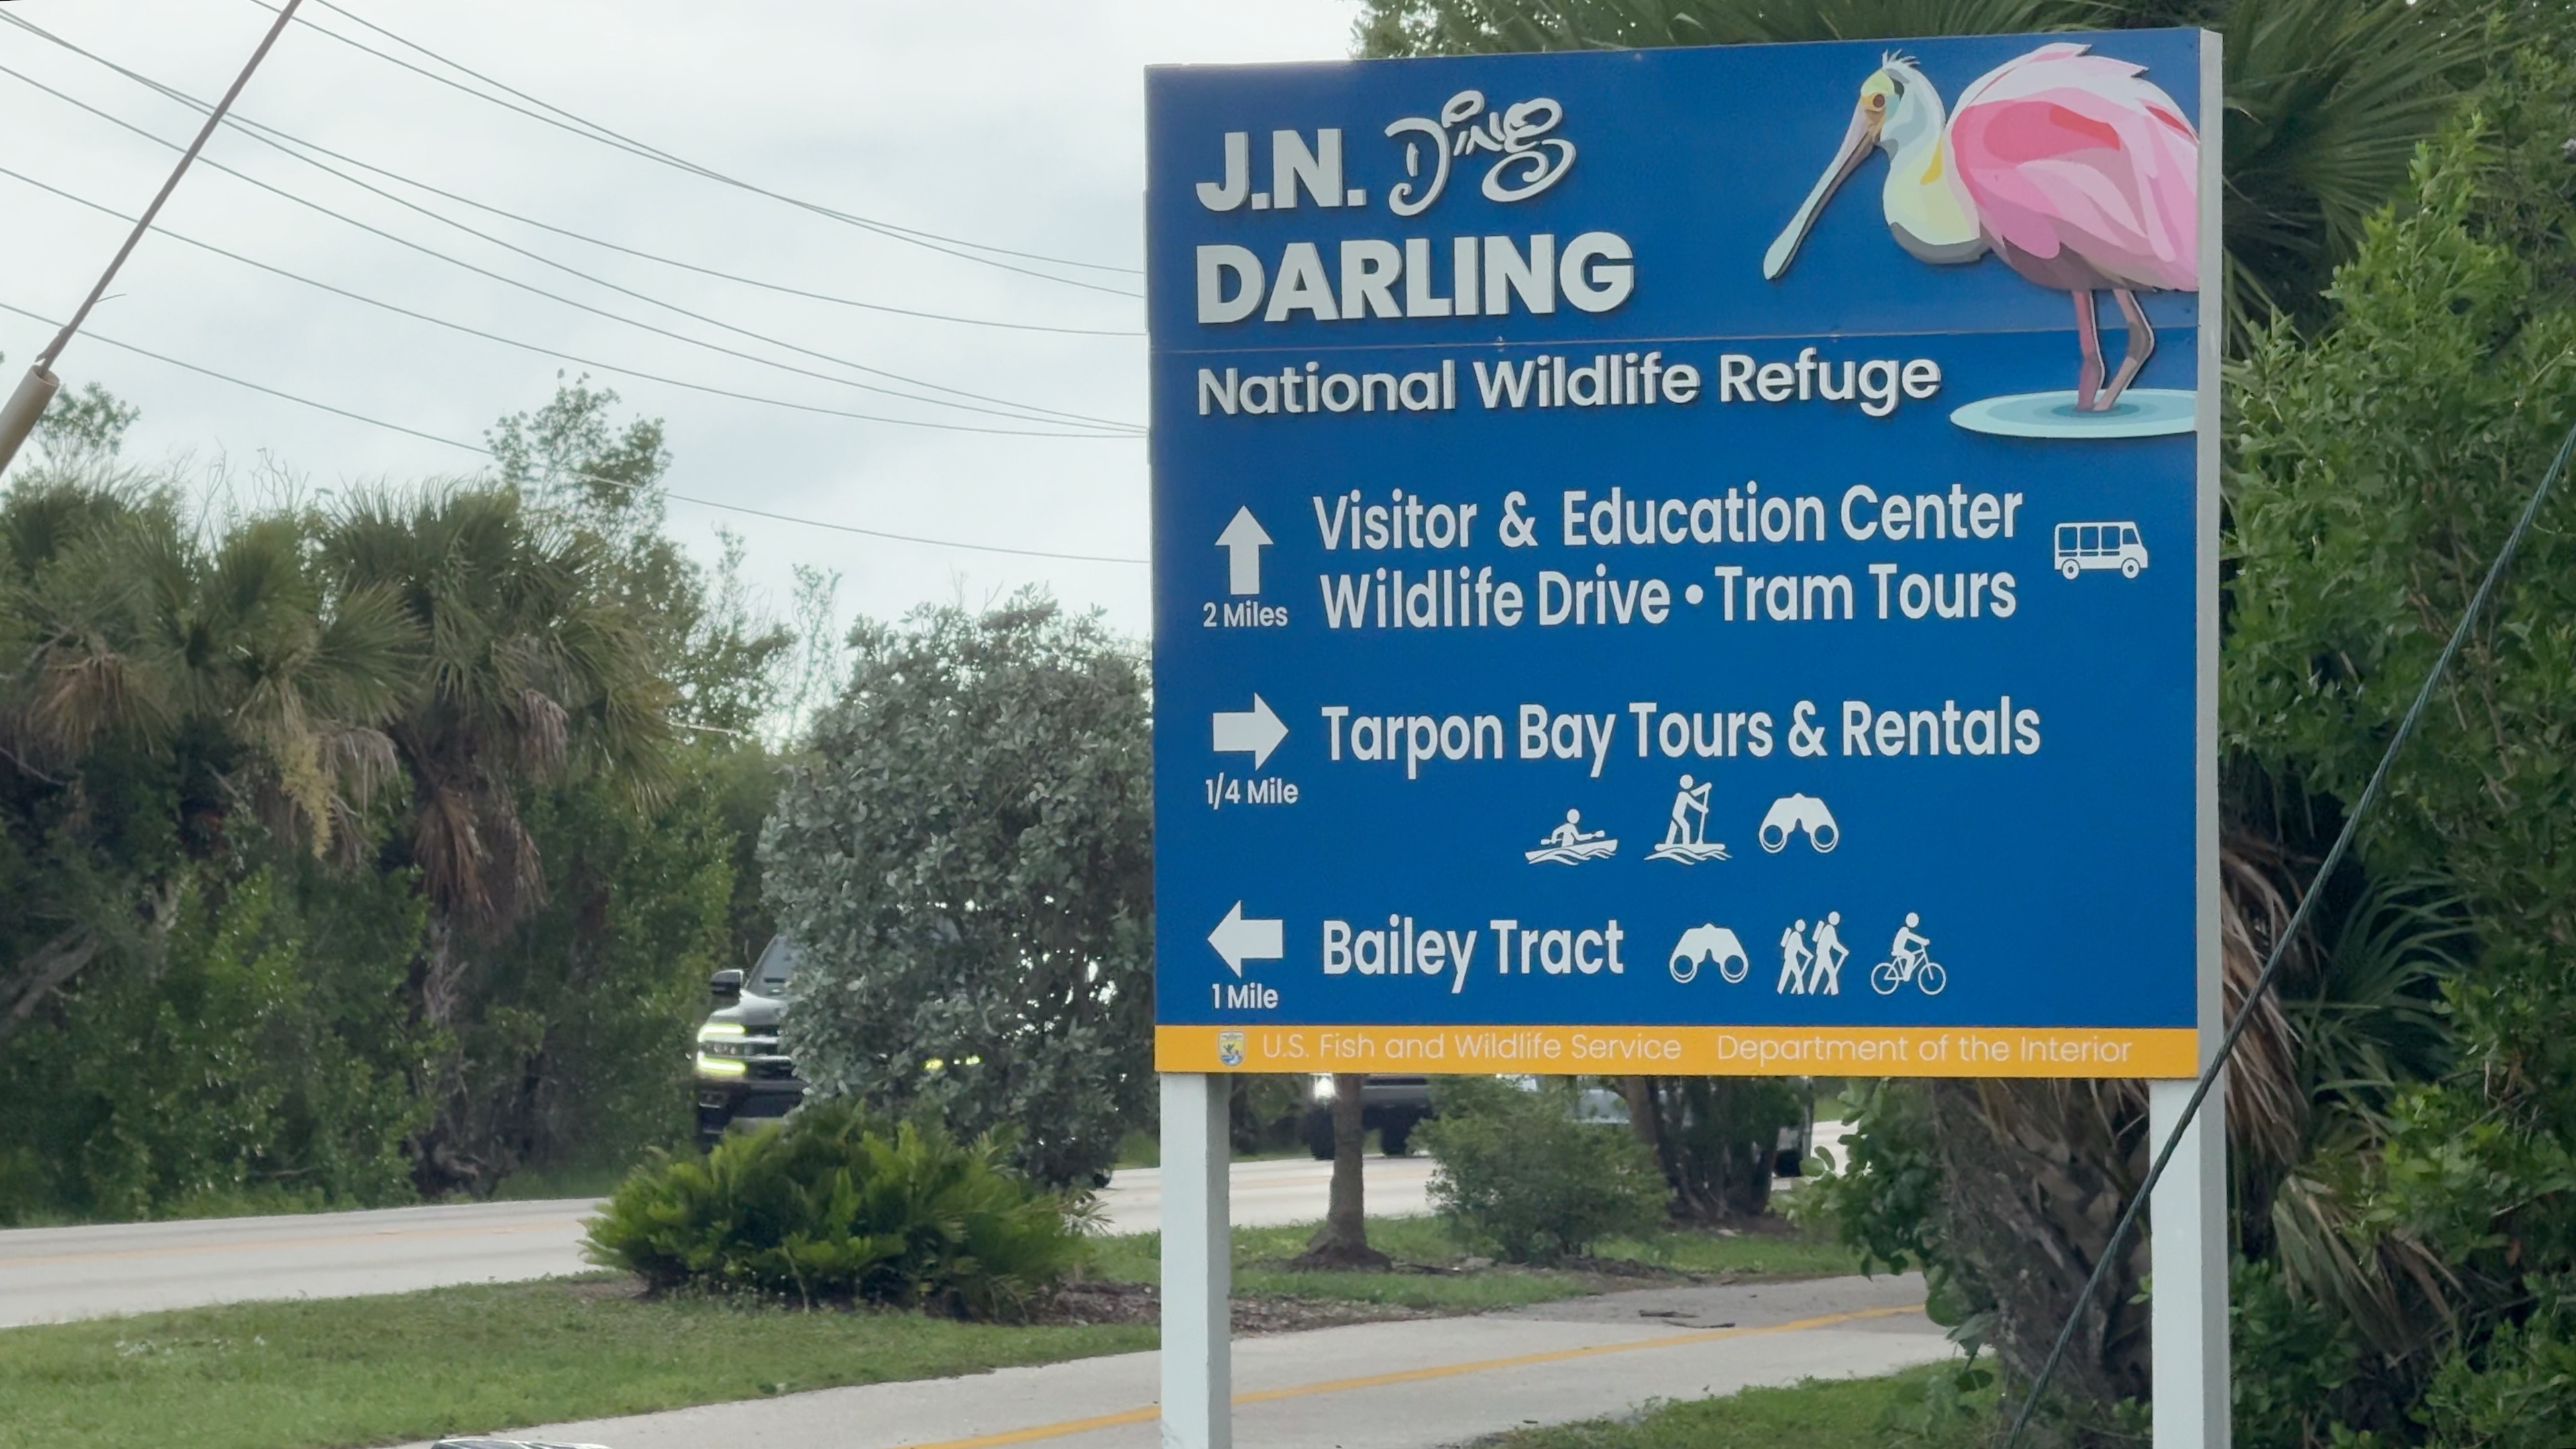 J.N. Ding
DARLING
National Wildlife Refuge
Visitor & Education Center
Wildlife Drive • Tram Tours
2 Miles
Tarpon Bay Tours & Rentals
1/4 Mile
Bailey Tract
1 Mile
U.S. Fish and Wildlife Service Department of the Interior